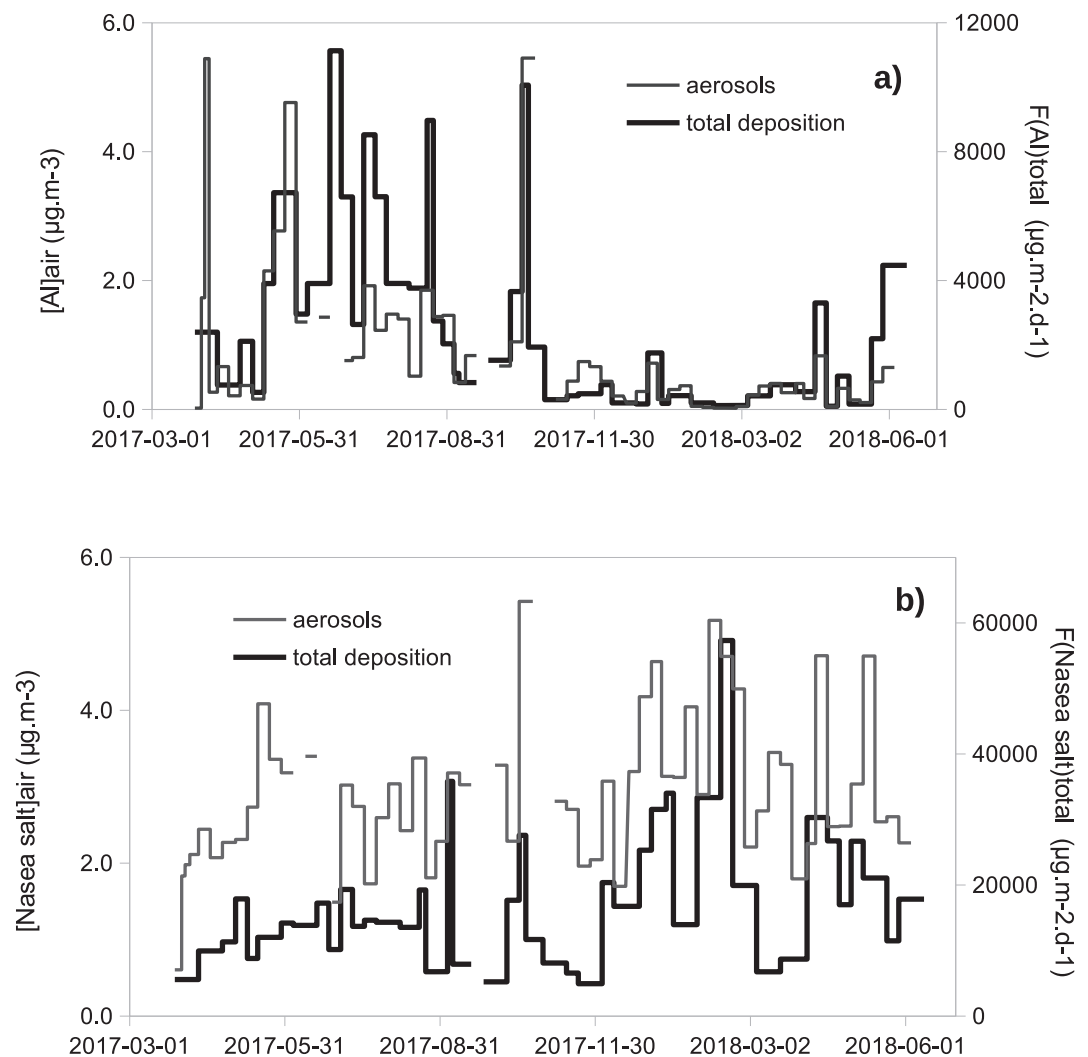 6.0
12000
a)
aerosols
total deposition
4.0
8000
2.0
4000
0.0
0
[Al]air (µg.m-3)
F(Al)total (µg.m-2.d-1)
2017-03-01
2017-05-31
2017-08-31
2017-11-30
2018-03-02
2018-06-01
6.0
b)
aerosols
total deposition
60000
4.0
40000
2.0
20000
0.0
0
[Nasea salt]air (µg.m-3)
F(Nasea salt)total (µg.m-2.d-1)
2017-03-01
2017-05-31
2017-08-31
2017-11-30
2018-03-02
2018-06-01